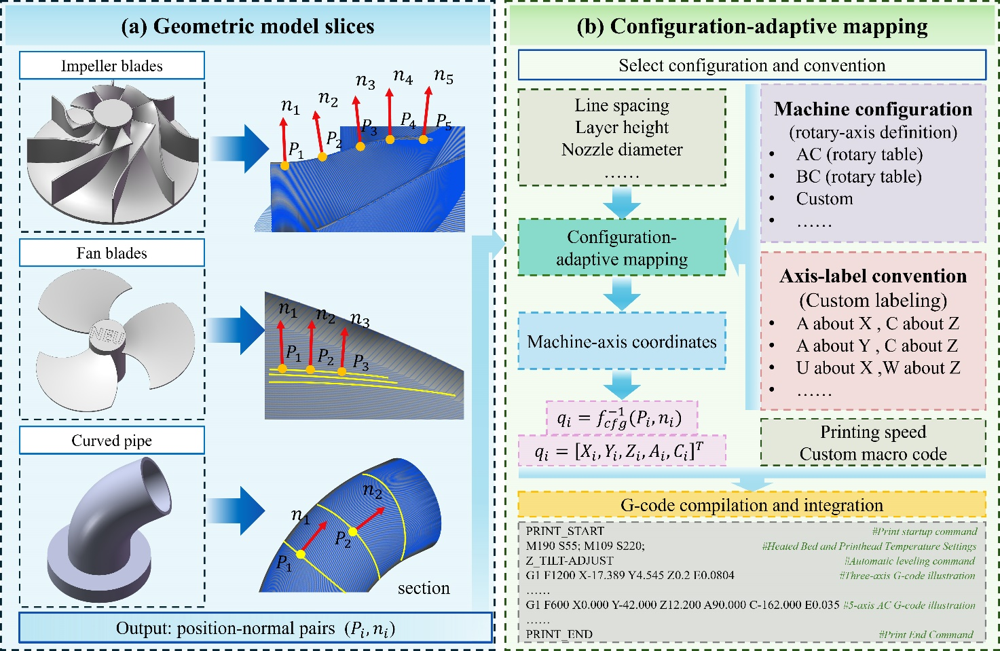 (a) Geometric model slices
Impeller blades
n₁
n₂
n₃
n₄
n₅
P₁
P₂
P₃
P₄
P₅
Fan blades
NEU
n₁
n₂
n₃
P₁
P₂
P₃
Curved pipe
n₁
n₂
P₁
P₂
section
Output: position-normal pairs (Pᵢ, nᵢ)
(b) Configuration-adaptive mapping
Select configuration and convention
Line spacing
Layer height
Nozzle diameter
……
Configuration-
adaptive mapping
Machine-axis coordinates
qᵢ = f_{cfg}^{-1}(Pᵢ, nᵢ)
qᵢ = [Xᵢ, Yᵢ, Zᵢ, Aᵢ, Cᵢ]ᵀ
Machine configuration
(rotary-axis definition)
• AC (rotary table)
• BC (rotary table)
• Custom
• ……
Axis-label convention
(Custom labeling)
• A about X , C about Z
• A about Y , C about Z
• U about X ,W about Z
• ……
Printing speed
Custom macro code
G-code compilation and integration
PRINT_START #Print startup command
M190 S55; M109 S220; #Heated Bed and Printhead Temperature Settings
Z_TILT-ADJUST #Automatic leveling command
G1 F1200 X-17.389 Y4.545 Z0.2 E0.0804 #Three-axis G-code illustration
……
G1 F600 X0.000 Y-42.000 Z12.200 A90.000 C-162.000 E0.035 #5-axis AC G-code illustration
……
PRINT_END #Print End Command